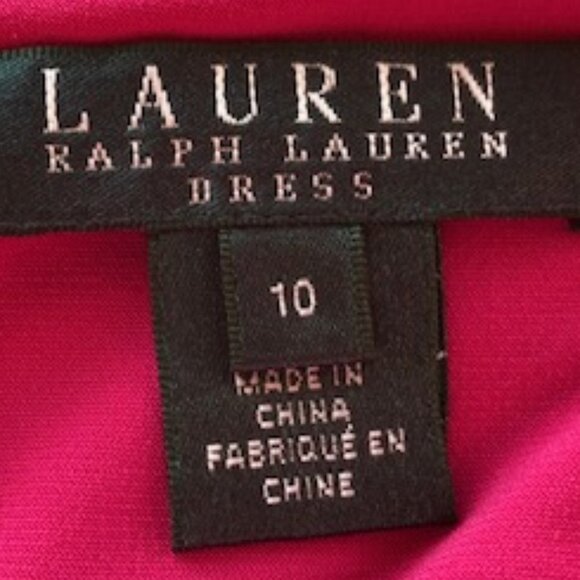 LAUREN
RALPH LAUREN
DRESS
10
MADE IN
CHINA
FABRIQUÉ EN
CHINE